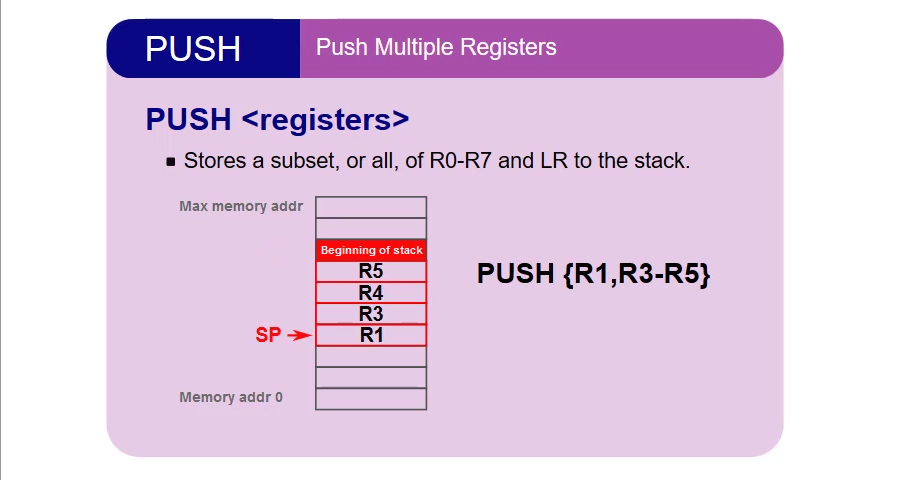 PUSH
Push Multiple Registers
PUSH <registers>
Stores a subset, or all, of R0-R7 and LR to the stack.
Max memory addr
Beginning of stack
R5
R4
R3
SP
R1
PUSH {R1,R3-R5}
Memory addr 0